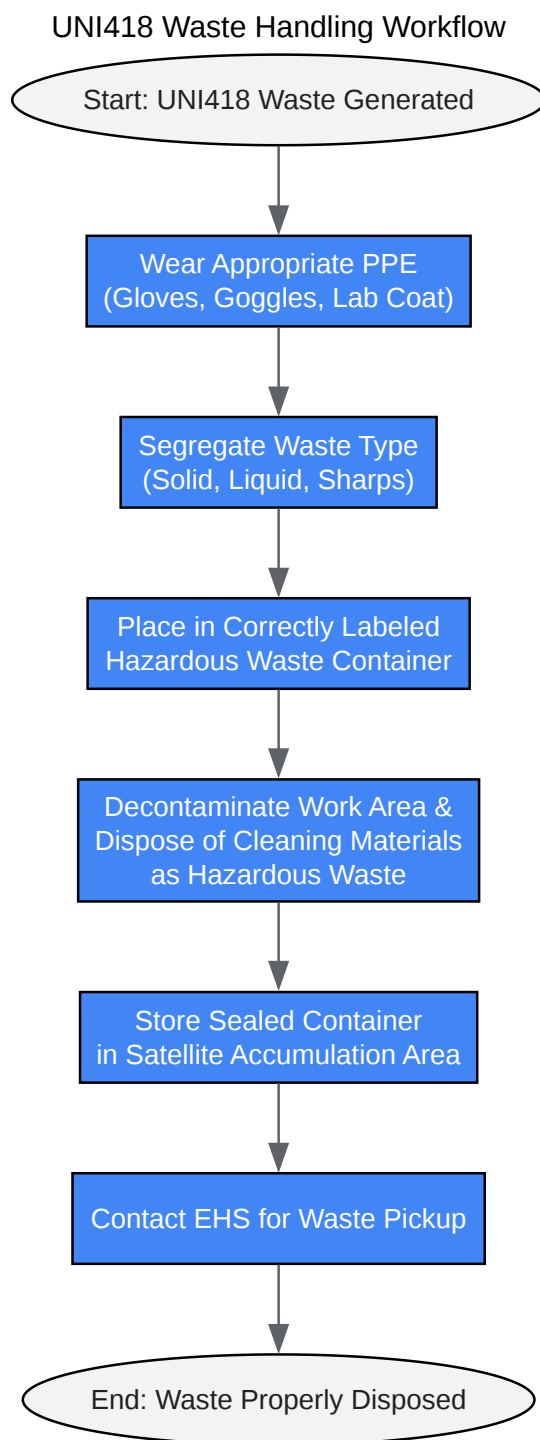 UNI418 Waste Handling Workflow
Start: UNI418 Waste Generated
Wear Appropriate PPE
(Gloves, Goggles, Lab Coat)
Segregate Waste Type
(Solid, Liquid, Sharps)
Place in Correctly Labeled
Hazardous Waste Container
Decontaminate Work Area &
Dispose of Cleaning Materials
as Hazardous Waste
Store Sealed Container
in Satellite Accumulation Area
Contact EHS for Waste Pickup
End: Waste Properly Disposed